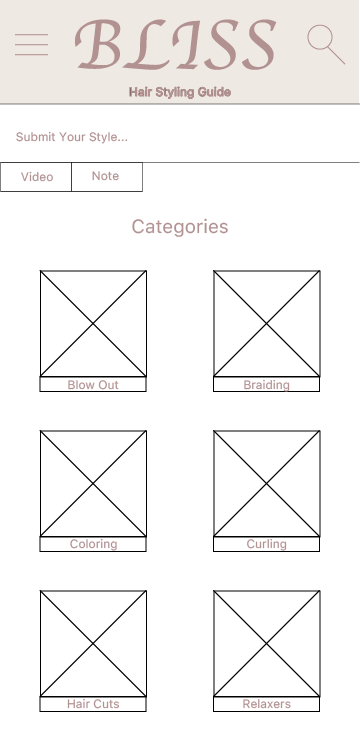 BLISS
Hair Styling Guide
Submit Your Style...
Video Note
Categories
Blow Out Braiding
Coloring Curling
Hair Cuts Relaxers